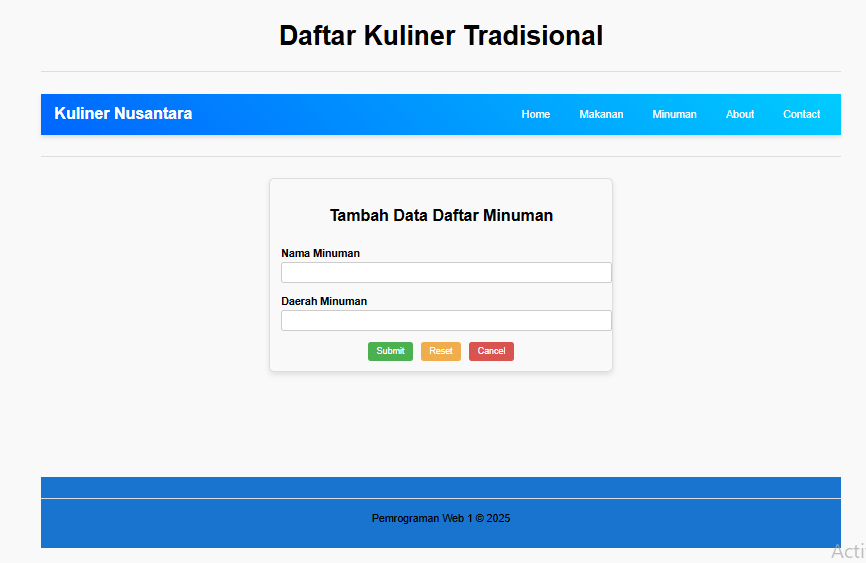 Daftar Kuliner Tradisional
Kuliner Nusantara Home Makanan Minuman About Contact
Tambah Data Daftar Minuman
Nama Minuman
Daerah Minuman
Submit Reset Cancel
Pemrograman Web 1 © 2025
Acti